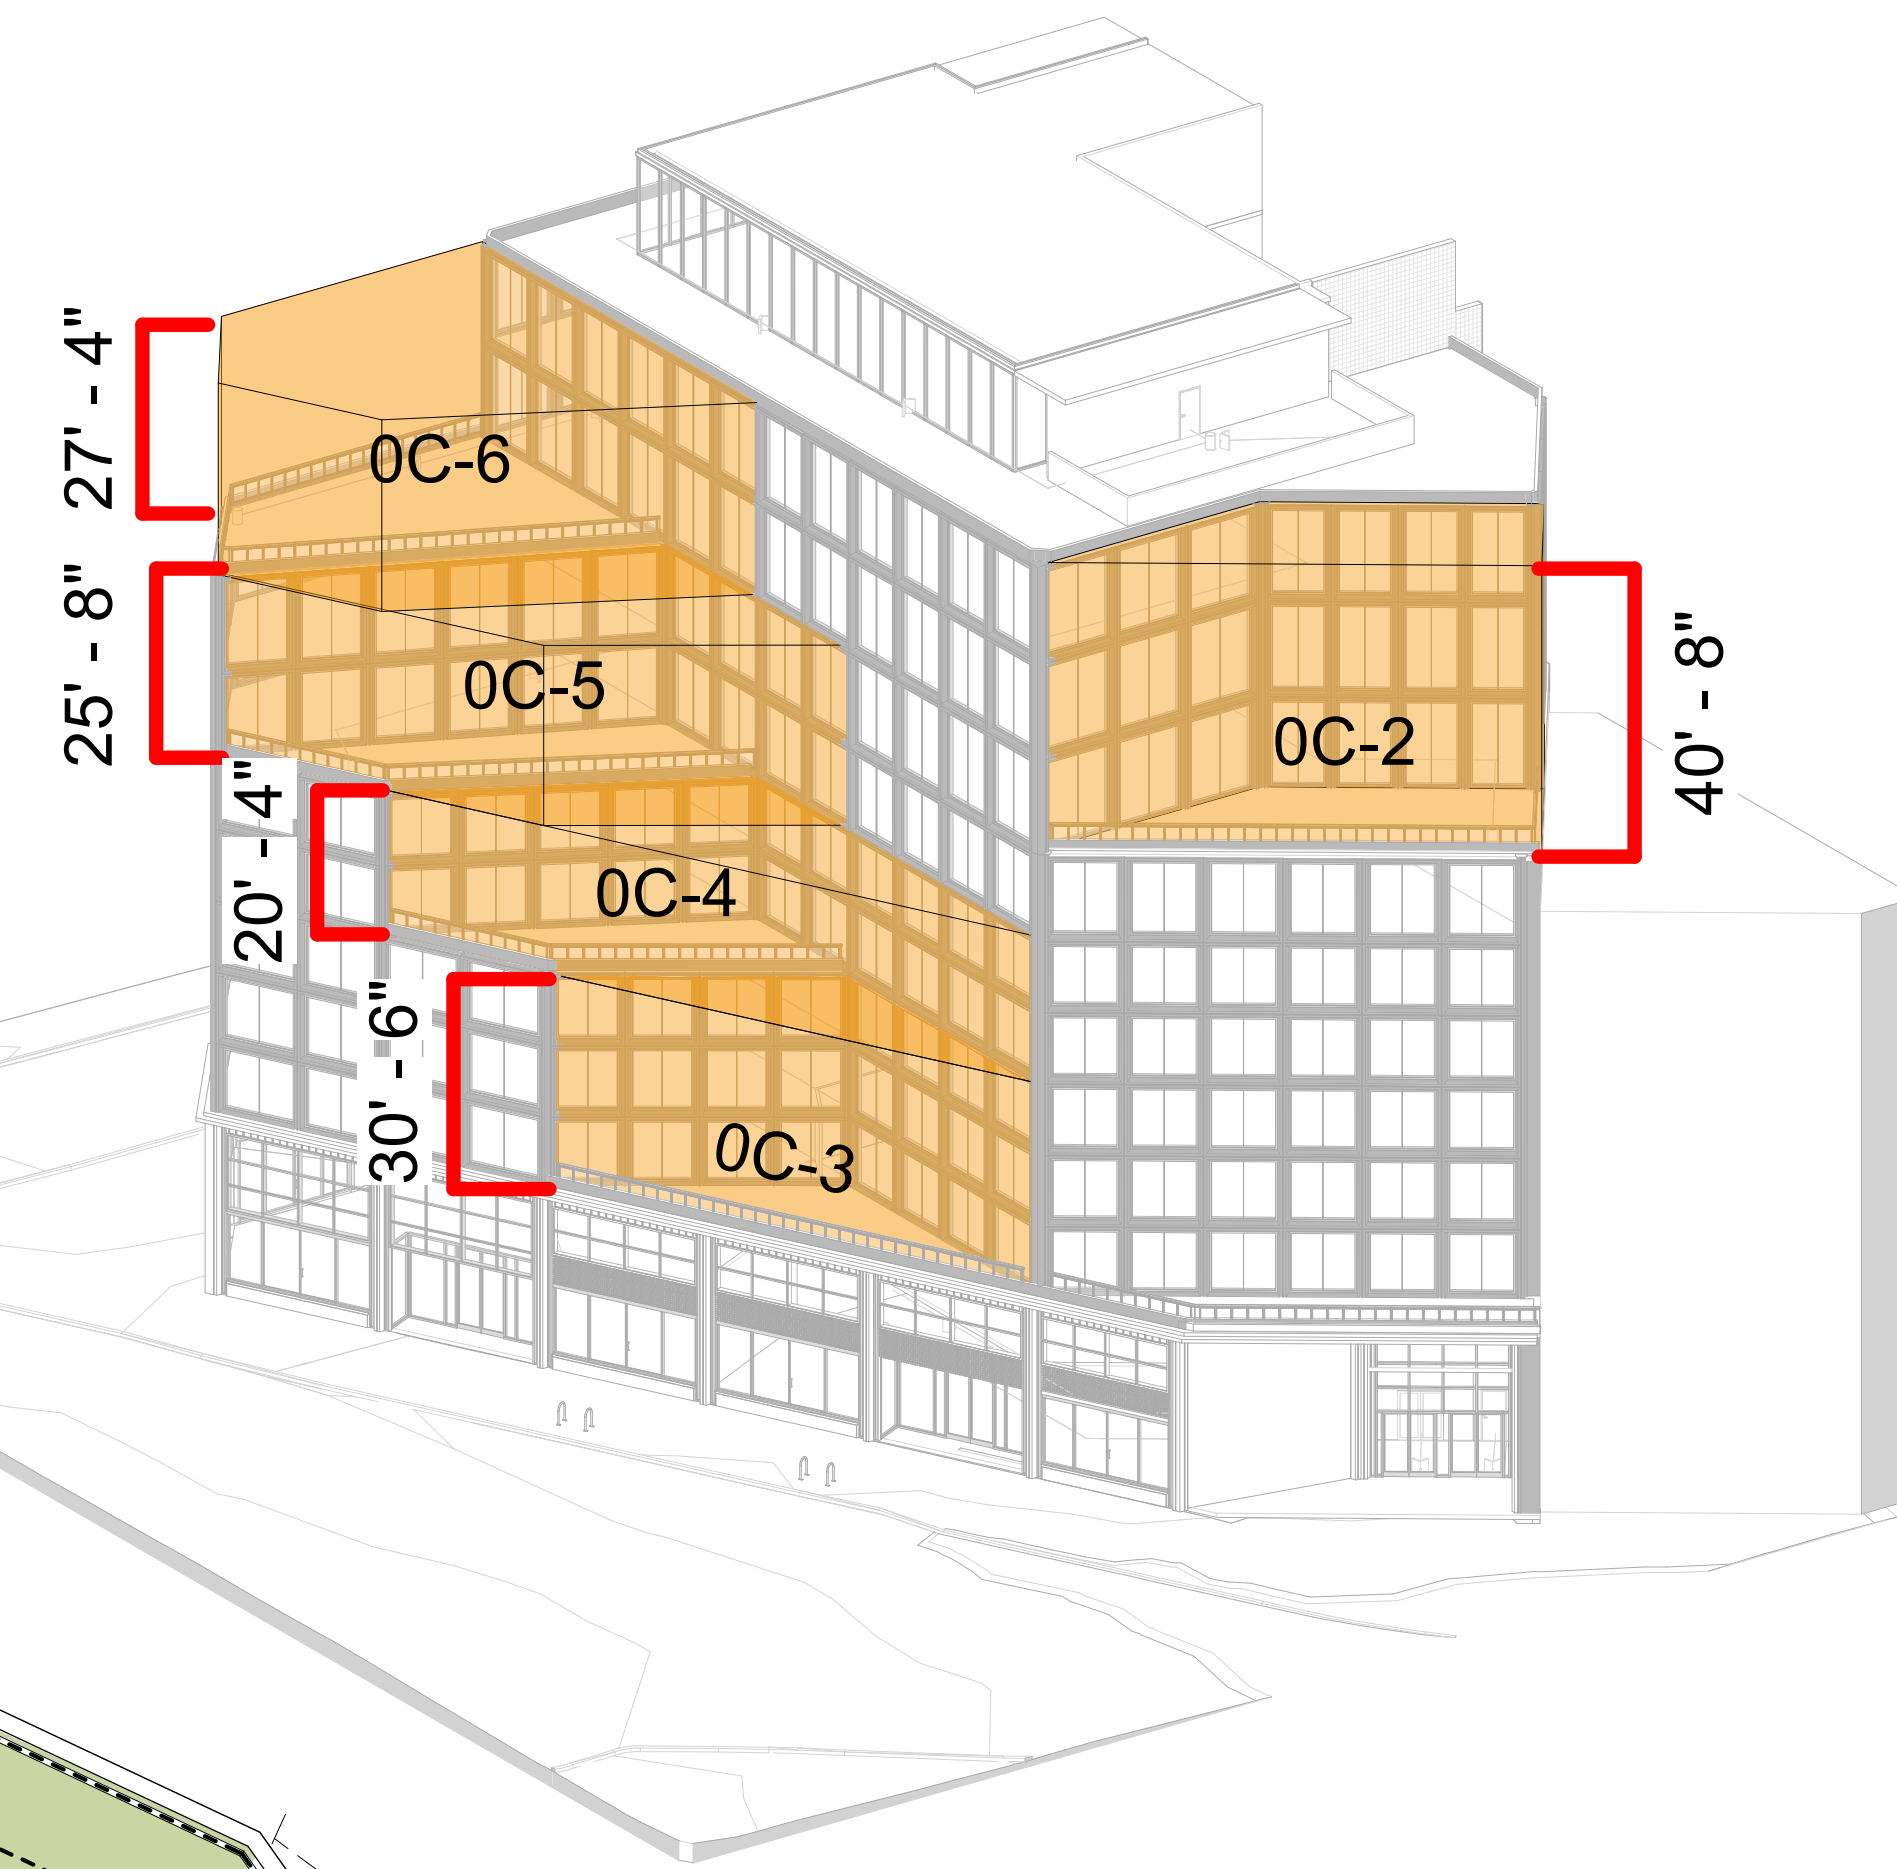 27' - 4"
0C-6
25' - 8"
0C-5
40' - 8"
0C-2
20' - 4"
0C-4
30' - 6"
0C-3